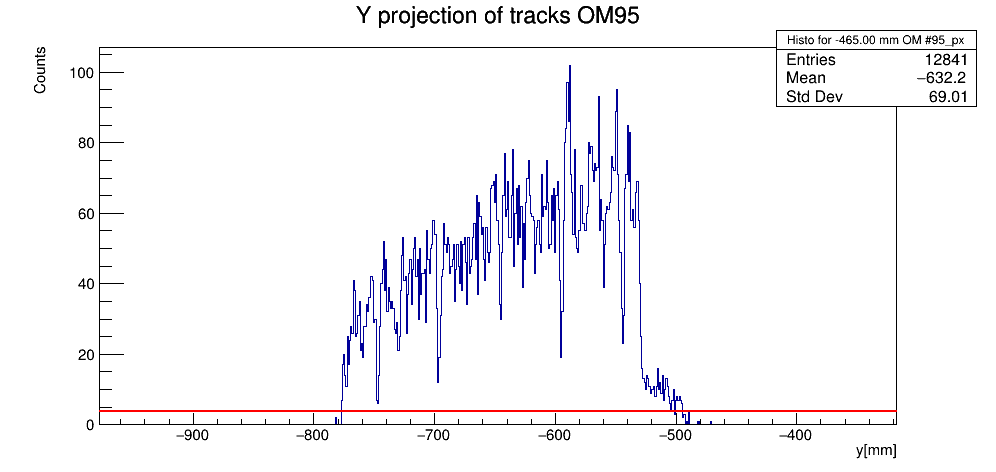 Y projection of tracks OM95
Histo for -465.00 mm OM #95_px
Entries 12841
Mean −632.2
Std Dev 69.01
Counts
100
80
60
40
20
0
−900 −800 −700 −600 −500 −400
y[mm]